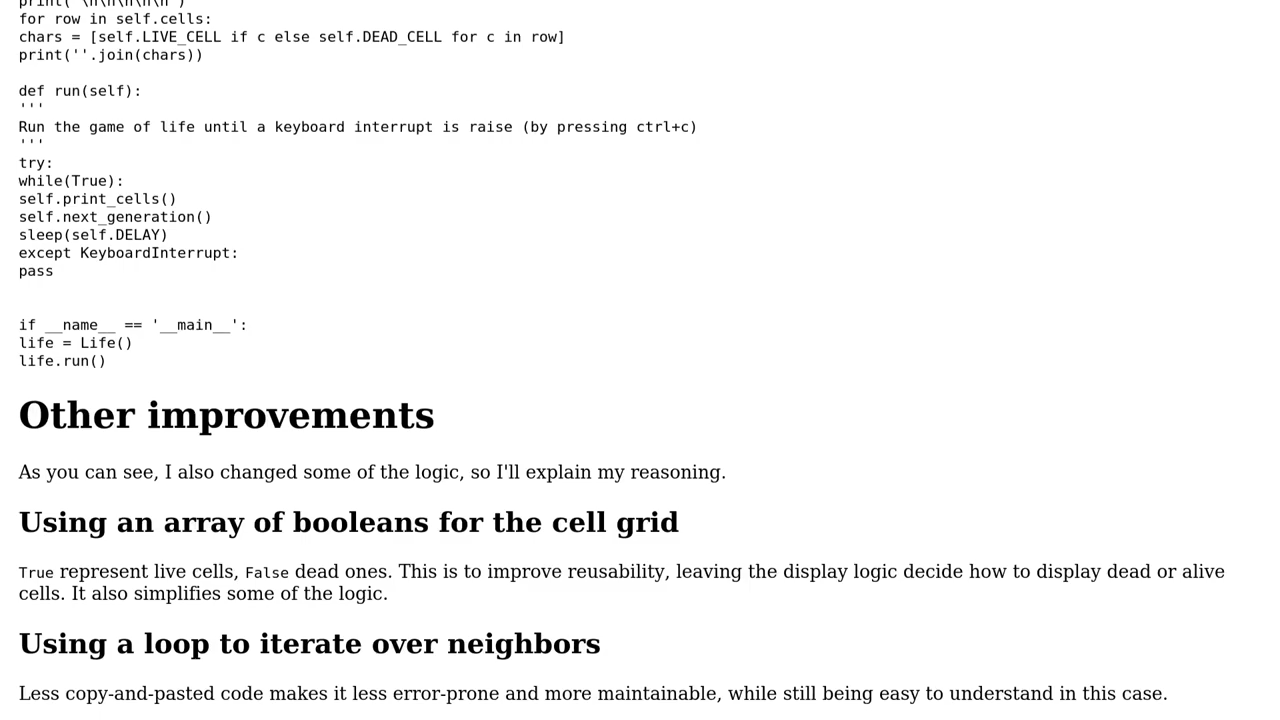 print('\n\n\n\n\n')
for row in self.cells:
chars = [self.LIVE_CELL if c else self.DEAD_CELL for c in row]
print(''.join(chars))
def run(self):
'''
Run the game of life until a keyboard interrupt is raise (by pressing ctrl+c)
'''
try:
while(True):
self.print_cells()
self.next_generation()
sleep(self.DELAY)
except KeyboardInterrupt:
pass
if __name__ == '__main__':
life = Life()
life.run()
Other improvements
As you can see, I also changed some of the logic, so I'll explain my reasoning.
Using an array of booleans for the cell grid
True represent live cells, False dead ones. This is to improve reusability, leaving the display logic decide how to display dead or alive
cells. It also simplifies some of the logic.
Using a loop to iterate over neighbors
Less copy-and-pasted code makes it less error-prone and more maintainable, while still being easy to understand in this case.